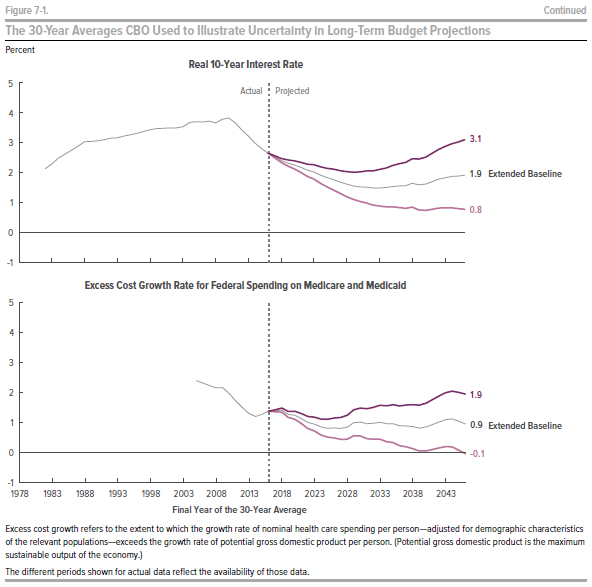 Figure 7-1. Continued
The 30-Year Averages CBO Used to Illustrate Uncertainty in Long-Term Budget Projections
Percent
Real 10-Year Interest Rate
5
Actual Projected
4
3.1
3
1.9 Extended Baseline
2
1
0.8
0
-1
Excess Cost Growth Rate for Federal Spending on Medicare and Medicaid
5
4
3
2
1.9
1
0.9 Extended Baseline
0
-0.1
-1
1978 1983 1988 1993 1998 2003 2008 2013 2018 2023 2028 2033 2038 2043
Final Year of the 30-Year Average
Excess cost growth refers to the extent to which the growth rate of nominal health care spending per person—adjusted for demographic characteristics
of the relevant populations—exceeds the growth rate of potential gross domestic product per person. (Potential gross domestic product is the maximum
sustainable output of the economy.)
The different periods shown for actual data reflect the availability of those data.